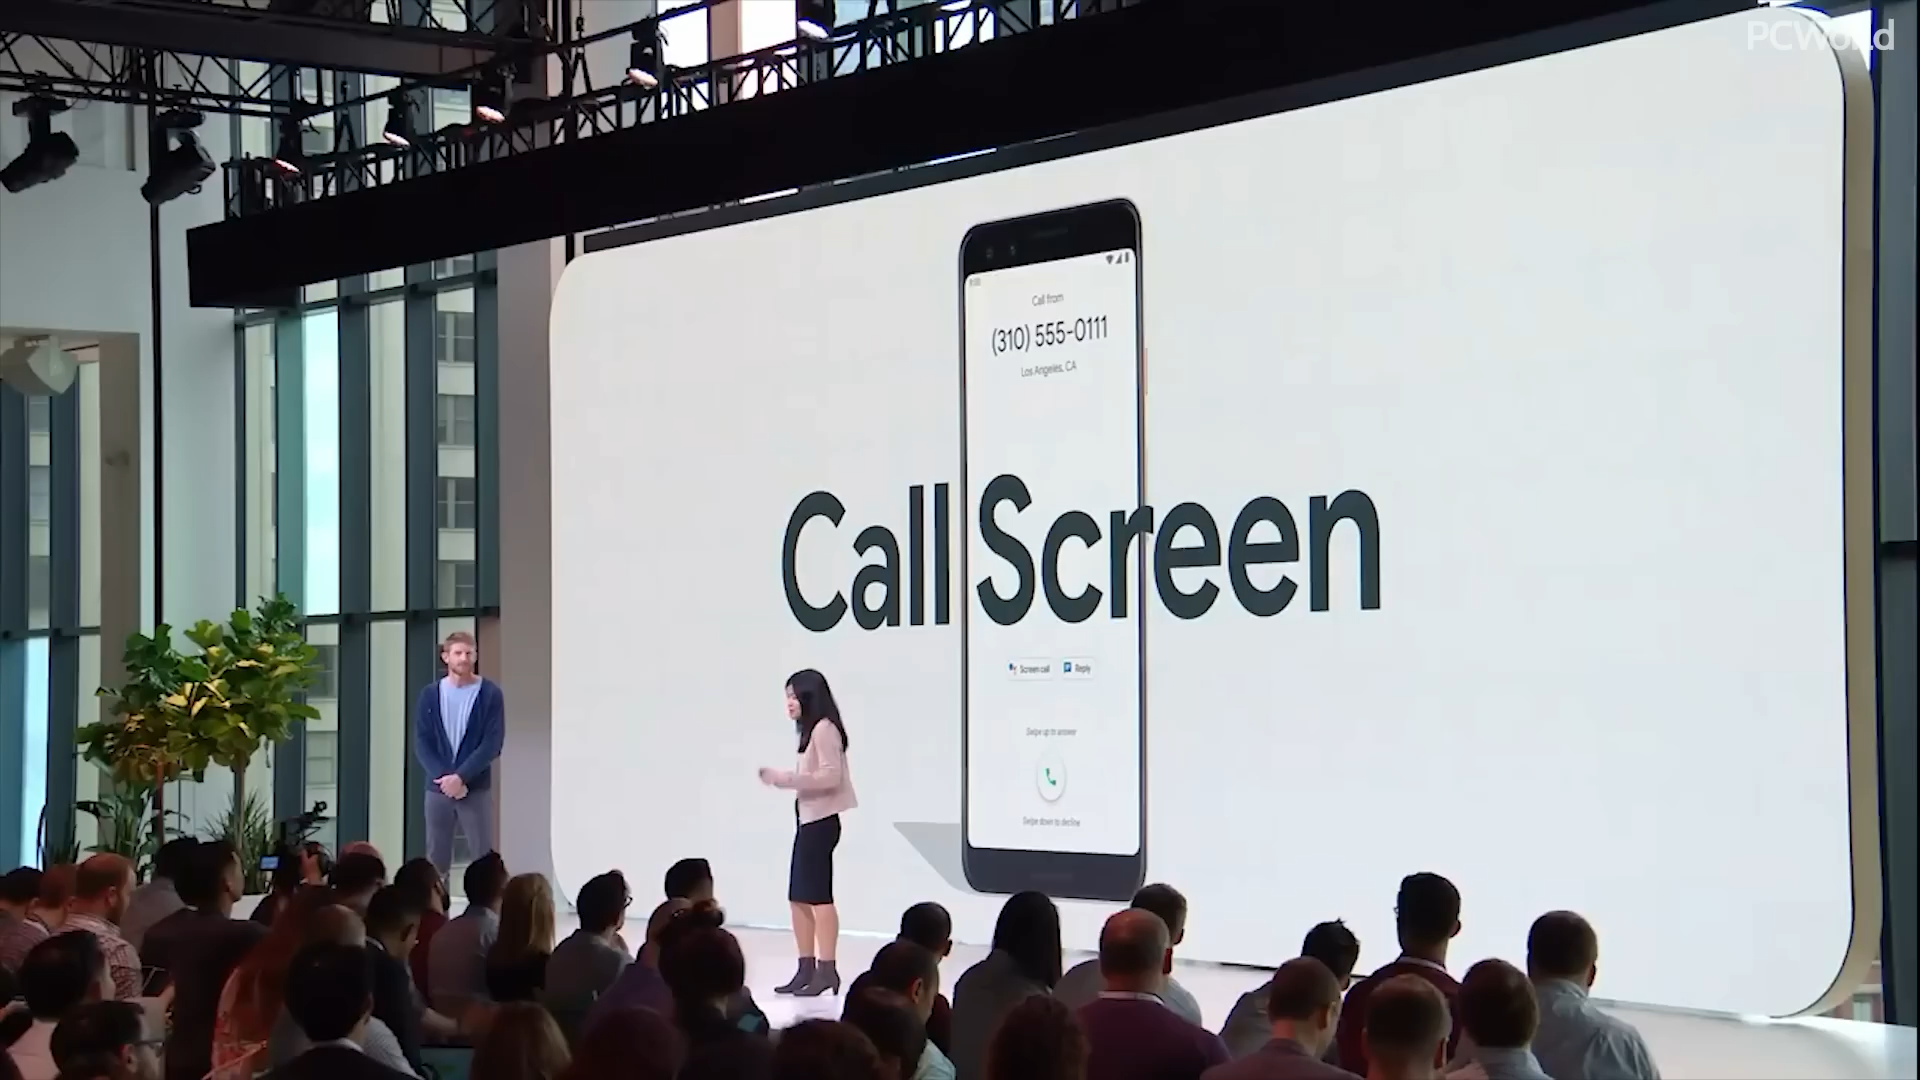 PCWorld
Call from
(310) 555-0111
Los Angeles, CA
Call Screen
Screen call
Reply
Swipe up to answer
Swipe down to decline